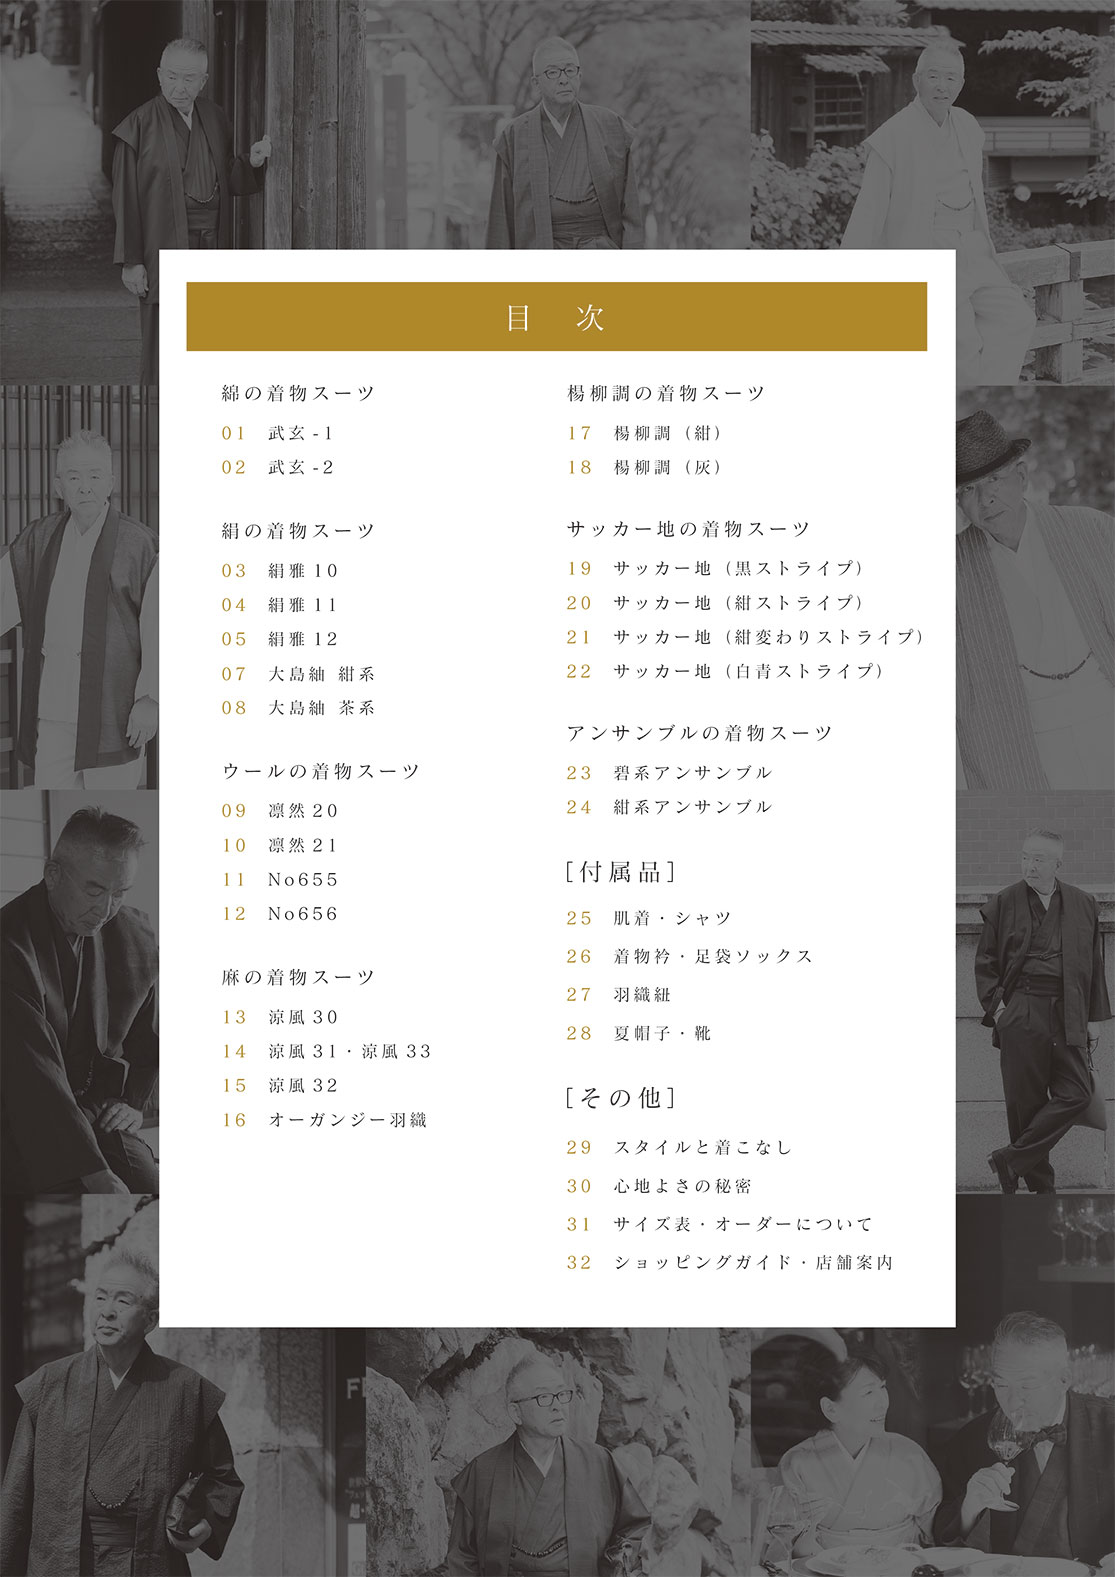 目 次
綿の着物スーツ
01 武玄-1
02 武玄-2
絹の着物スーツ
03 絹雅10
04 絹雅11
05 絹雅12
07 大島紬 紺系
08 大島紬 茶系
ウールの着物スーツ
09 凛然20
10 凛然21
11 No655
12 No656
麻の着物スーツ
13 涼風30
14 涼風31・涼風33
15 涼風32
16 オーガンジー羽織
楊柳調の着物スーツ
17 楊柳調（紺）
18 楊柳調（灰）
サッカー地の着物スーツ
19 サッカー地（黒ストライプ）
20 サッカー地（紺ストライプ）
21 サッカー地（紺変わりストライプ）
22 サッカー地（白青ストライプ）
アンサンブルの着物スーツ
23 碧系アンサンブル
24 紺系アンサンブル
［付属品］
25 肌着・シャツ
26 着物衿・足袋ソックス
27 羽織紐
28 夏帽子・靴
［その他］
29 スタイルと着こなし
30 心地よさの秘密
31 サイズ表・オーダーについて
32 ショッピングガイド・店舗案内